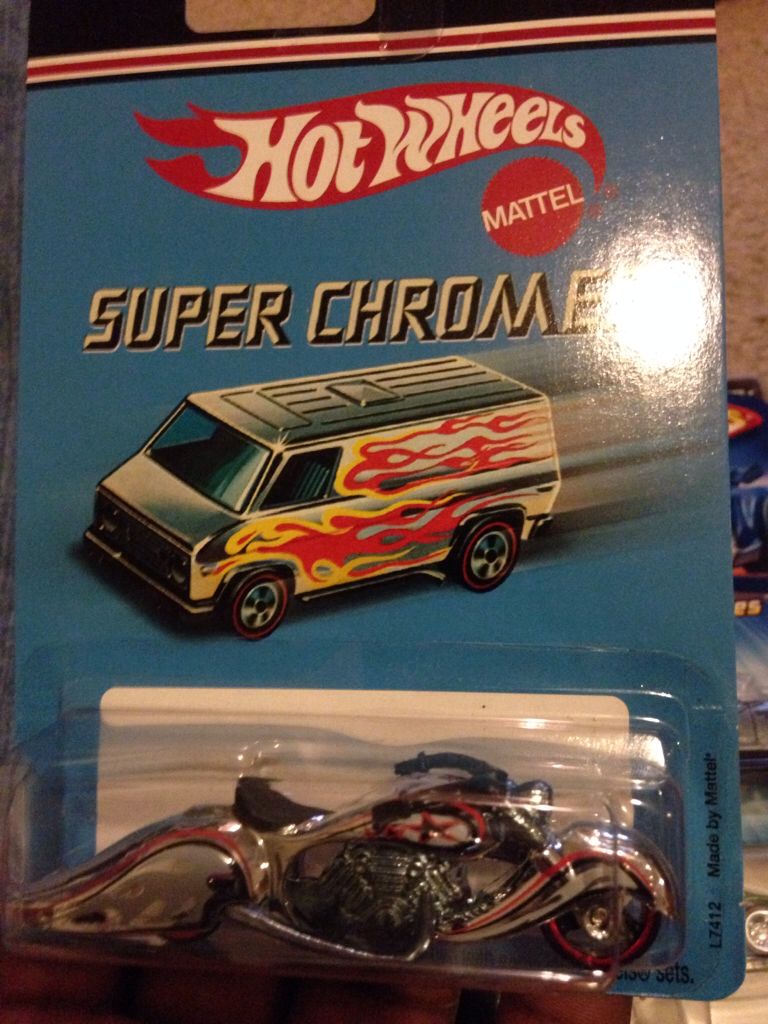 HOT WHEELS
MATTEL
SUPER CHROME
L7412 Made by Mattel
sets.